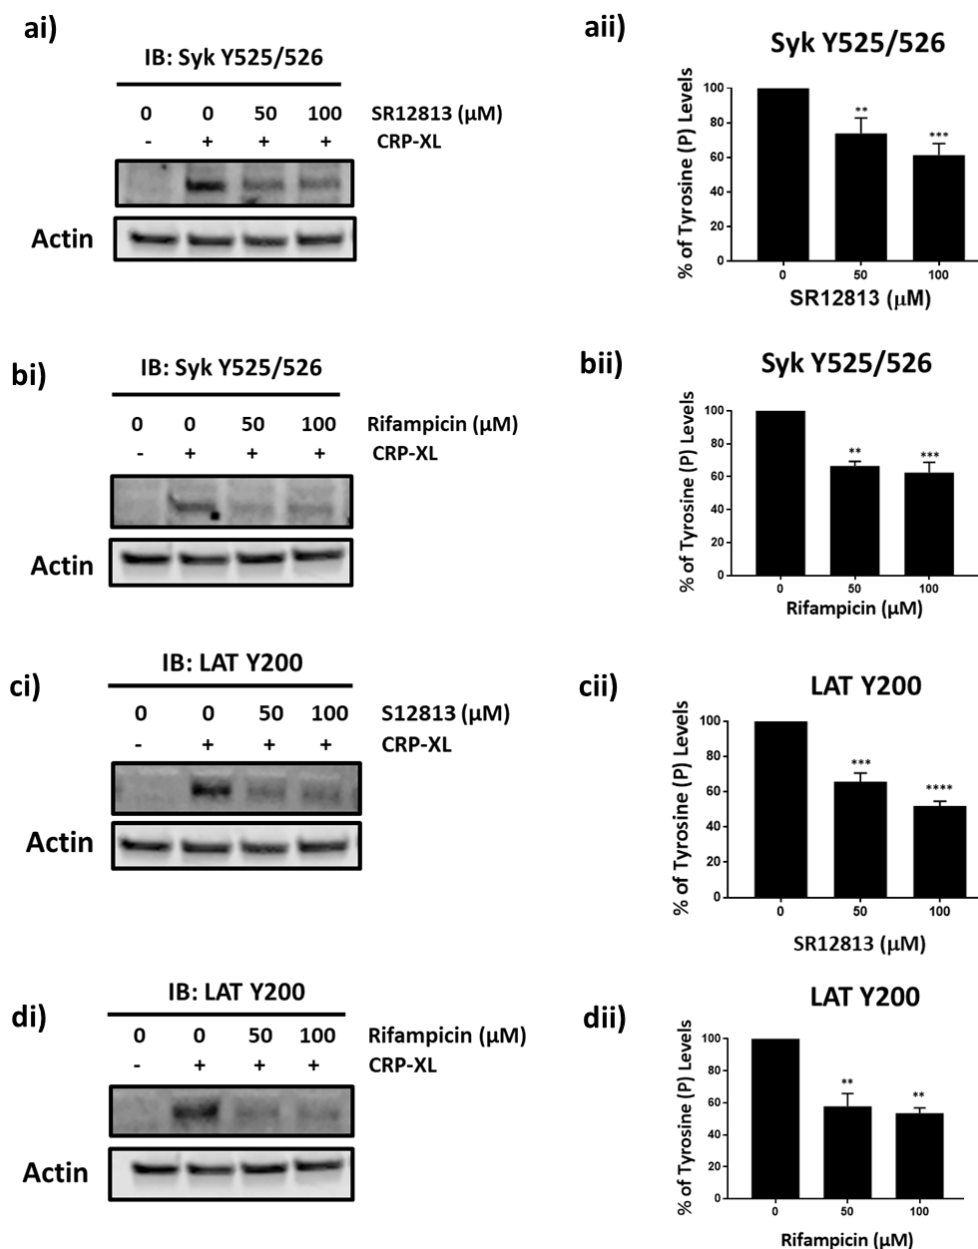 ai)
IB: Syk Y525/526
0 0 50 100 SR12813 (μM)
- + + + CRP-XL
Actin
aii)
Syk Y525/526
% of Tyrosine (P) Levels
100
80
60
40
20
0
**
***
0 50 100
SR12813 (μM)
bi)
IB: Syk Y525/526
0 0 50 100 Rifampicin (μM)
- + + + CRP-XL
Actin
bii)
Syk Y525/526
% of Tyrosine (P) Levels
100
80
60
40
20
0
**
***
0 50 100
Rifampicin (μM)
ci)
IB: LAT Y200
0 0 50 100 S12813 (μM)
- + + + CRP-XL
Actin
cii)
LAT Y200
% of Tyrosine (P) Levels
100
80
60
40
20
0
***
****
0 50 100
SR12813 (μM)
di)
IB: LAT Y200
0 0 50 100 Rifampicin (μM)
- + + + CRP-XL
Actin
dii)
LAT Y200
% of Tyrosine (P) Levels
100
80
60
40
20
0
**
**
0 50 100
Rifampicin (μM)